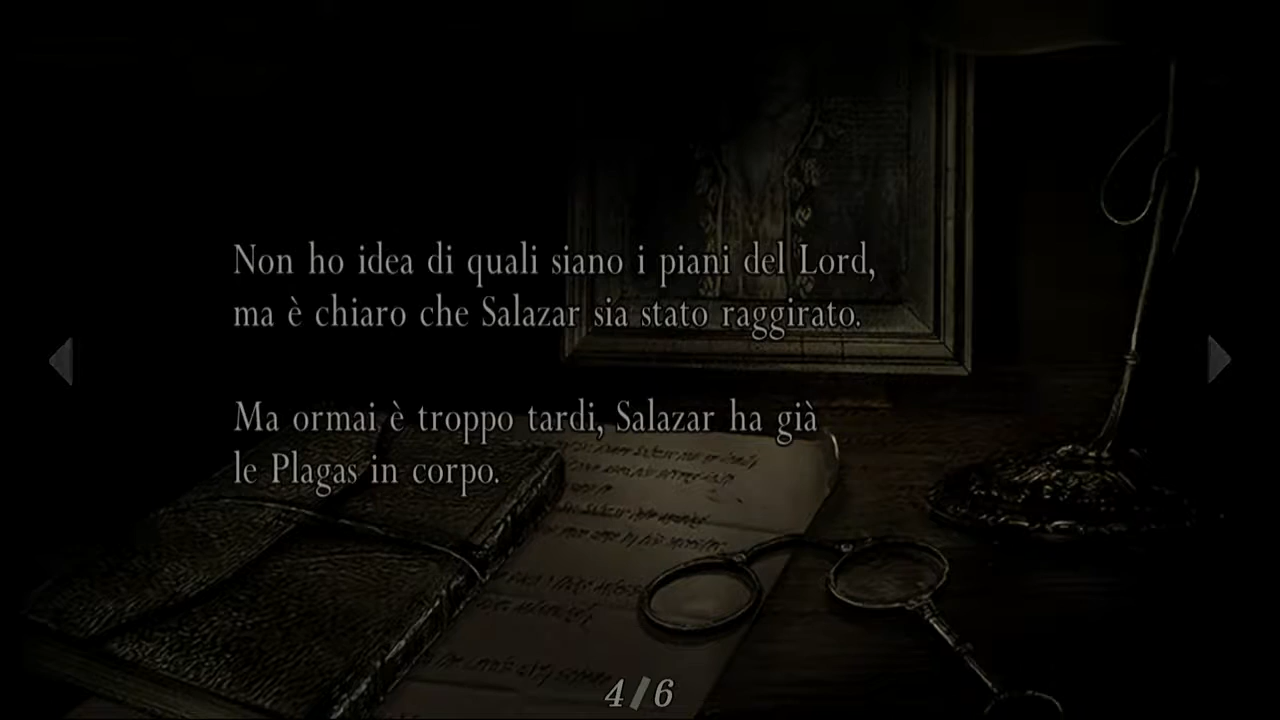 Non ho idea di quali siano i piani del Lord,
ma è chiaro che Salazar sia stato raggirato.
Ma ormai è troppo tardi, Salazar ha già
le Plagas in corpo.
4/6